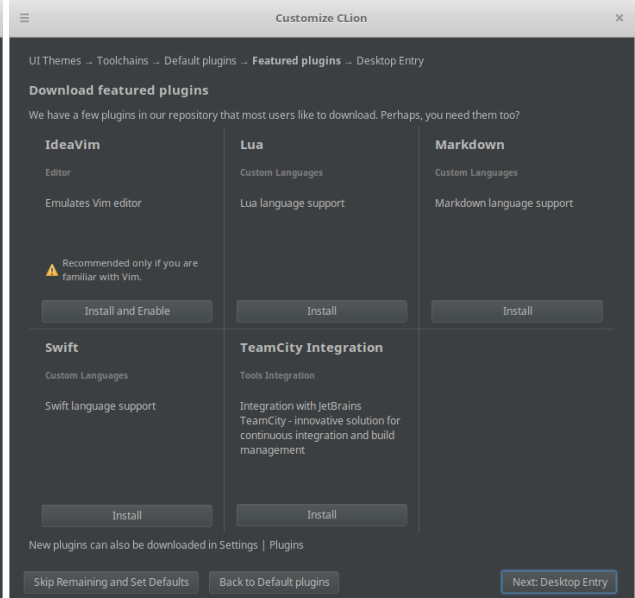 Customize CLion
UI Themes → Toolchains → Default plugins → Featured plugins → Desktop Entry
Download featured plugins
We have a few plugins in our repository that most users like to download. Perhaps, you need them too?
IdeaVim
Editor
Emulates Vim editor
Recommended only if you are
familiar with Vim.
Install and Enable
Lua
Custom Languages
Lua language support
Install
Markdown
Custom Languages
Markdown language support
Install
Swift
Custom Languages
Swift language support
Install
TeamCity Integration
Tools Integration
Integration with JetBrains
TeamCity - innovative solution for
continuous integration and build
management
Install
New plugins can also be downloaded in Settings | Plugins
Skip Remaining and Set Defaults
Back to Default plugins
Next: Desktop Entry